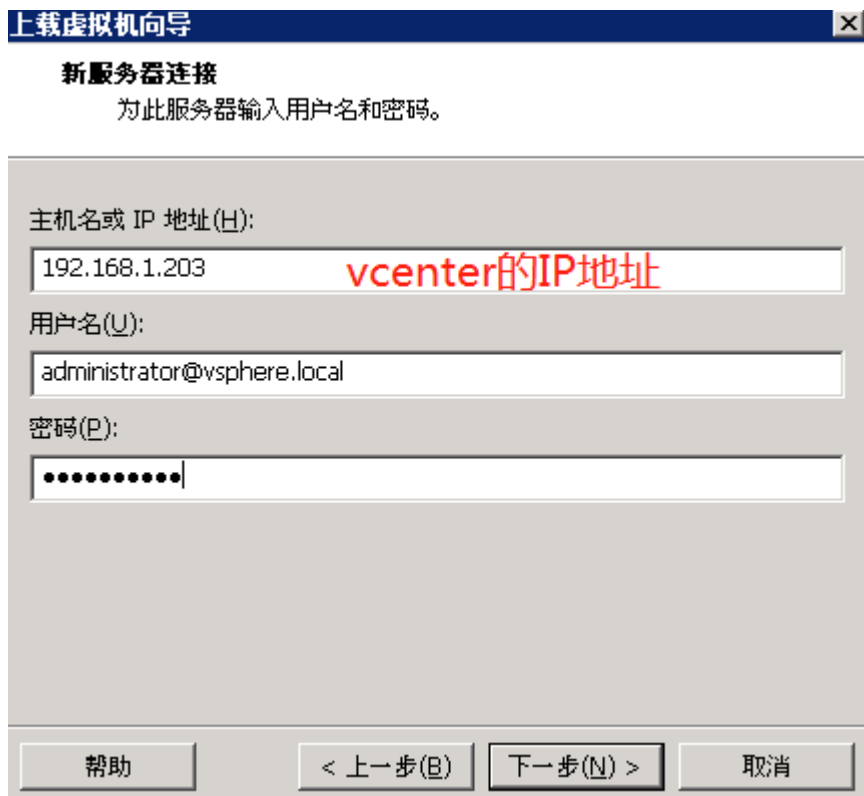 上载虚拟机向导
新服务器连接
为此服务器输入用户名和密码。
主机名或 IP 地址(H):
192.168.1.203 vcenter的IP地址
用户名(U):
administrator@vsphere.local
密码(P):
●●●●●●●●●●
帮助 < 上一步(B) 下一步(N) > 取消